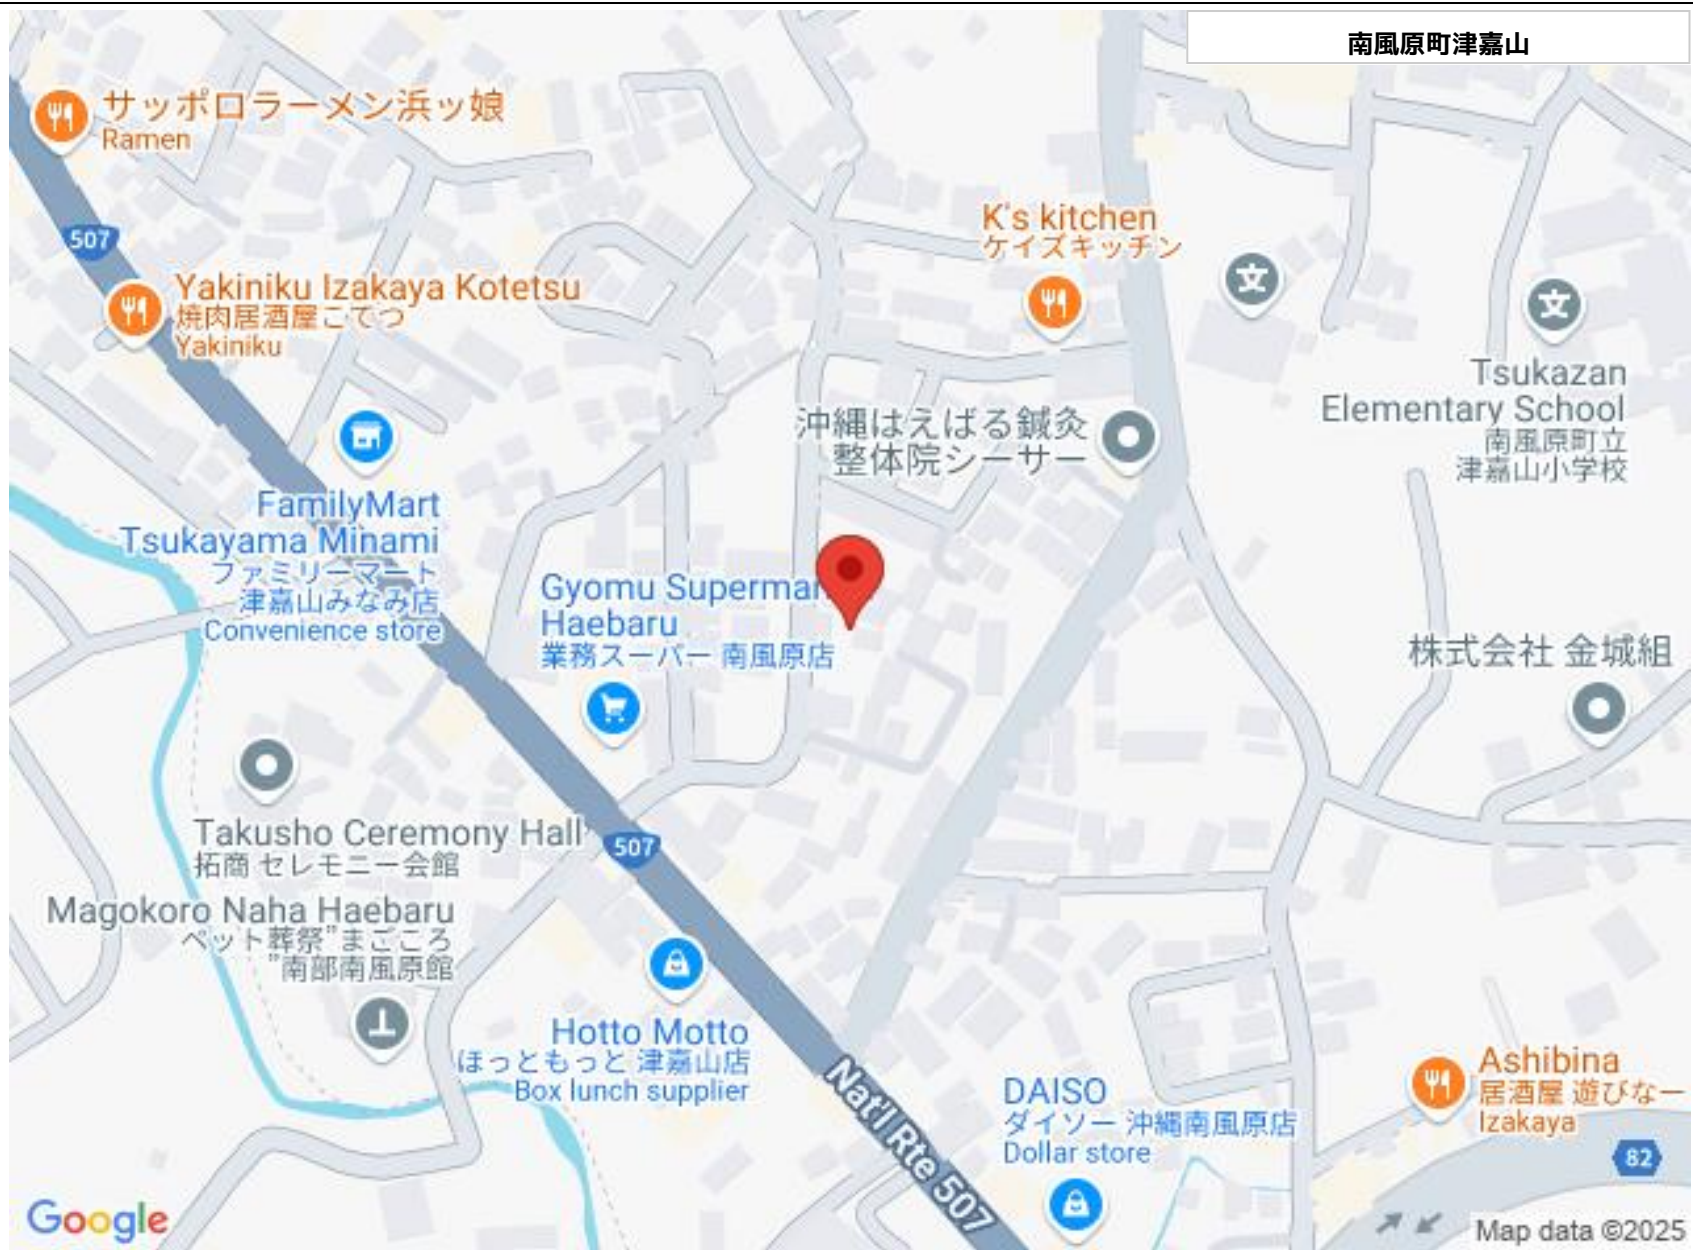 南風原町津嘉山
サッポロラーメン浜ッ娘
Ramen
507
K's kitchen
ケイズキッチン
Yakiniku Izakaya Kotetsu
焼肉居酒屋こてつ
Yakiniku
文
文
Tsukazan
Elementary School
南風原町立
津嘉山小学校
沖縄はえばる鍼灸
整体院シーサー
FamilyMart
Tsukayama Minami
ファミリーマート
津嘉山みなみ店
Convenience store
Gyomu Supermar
Haebaru
業務スーパー 南風原店
株式会社 金城組
Takusho Ceremony Hall
拓商 セレモニー会館
507
Magokoro Naha Haebaru
ペット葬祭"まごころ
"南部南風原館
Hotto Motto
ほっともっと 津嘉山店
Box lunch supplier
Nat'l Rte 507
DAISO
ダイソー 沖縄南風原店
Dollar store
Ashibina
居酒屋 遊びなー
Izakaya
82
Google
Map data ©2025